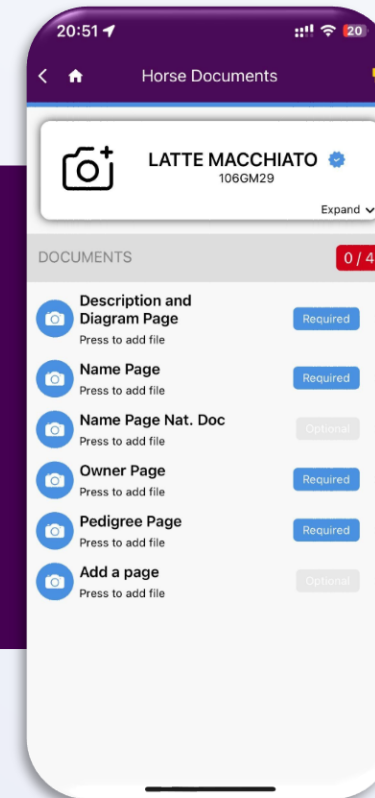 20:51
20
Horse Documents
LATTE MACCHIATO
106GM29
Expand
DOCUMENTS
0 / 4
Description and
Diagram Page
Press to add file
Required
Name Page
Press to add file
Required
Name Page Nat. Doc
Press to add file
Optional
Owner Page
Press to add file
Required
Pedigree Page
Press to add file
Required
Add a page
Press to add file
Optional